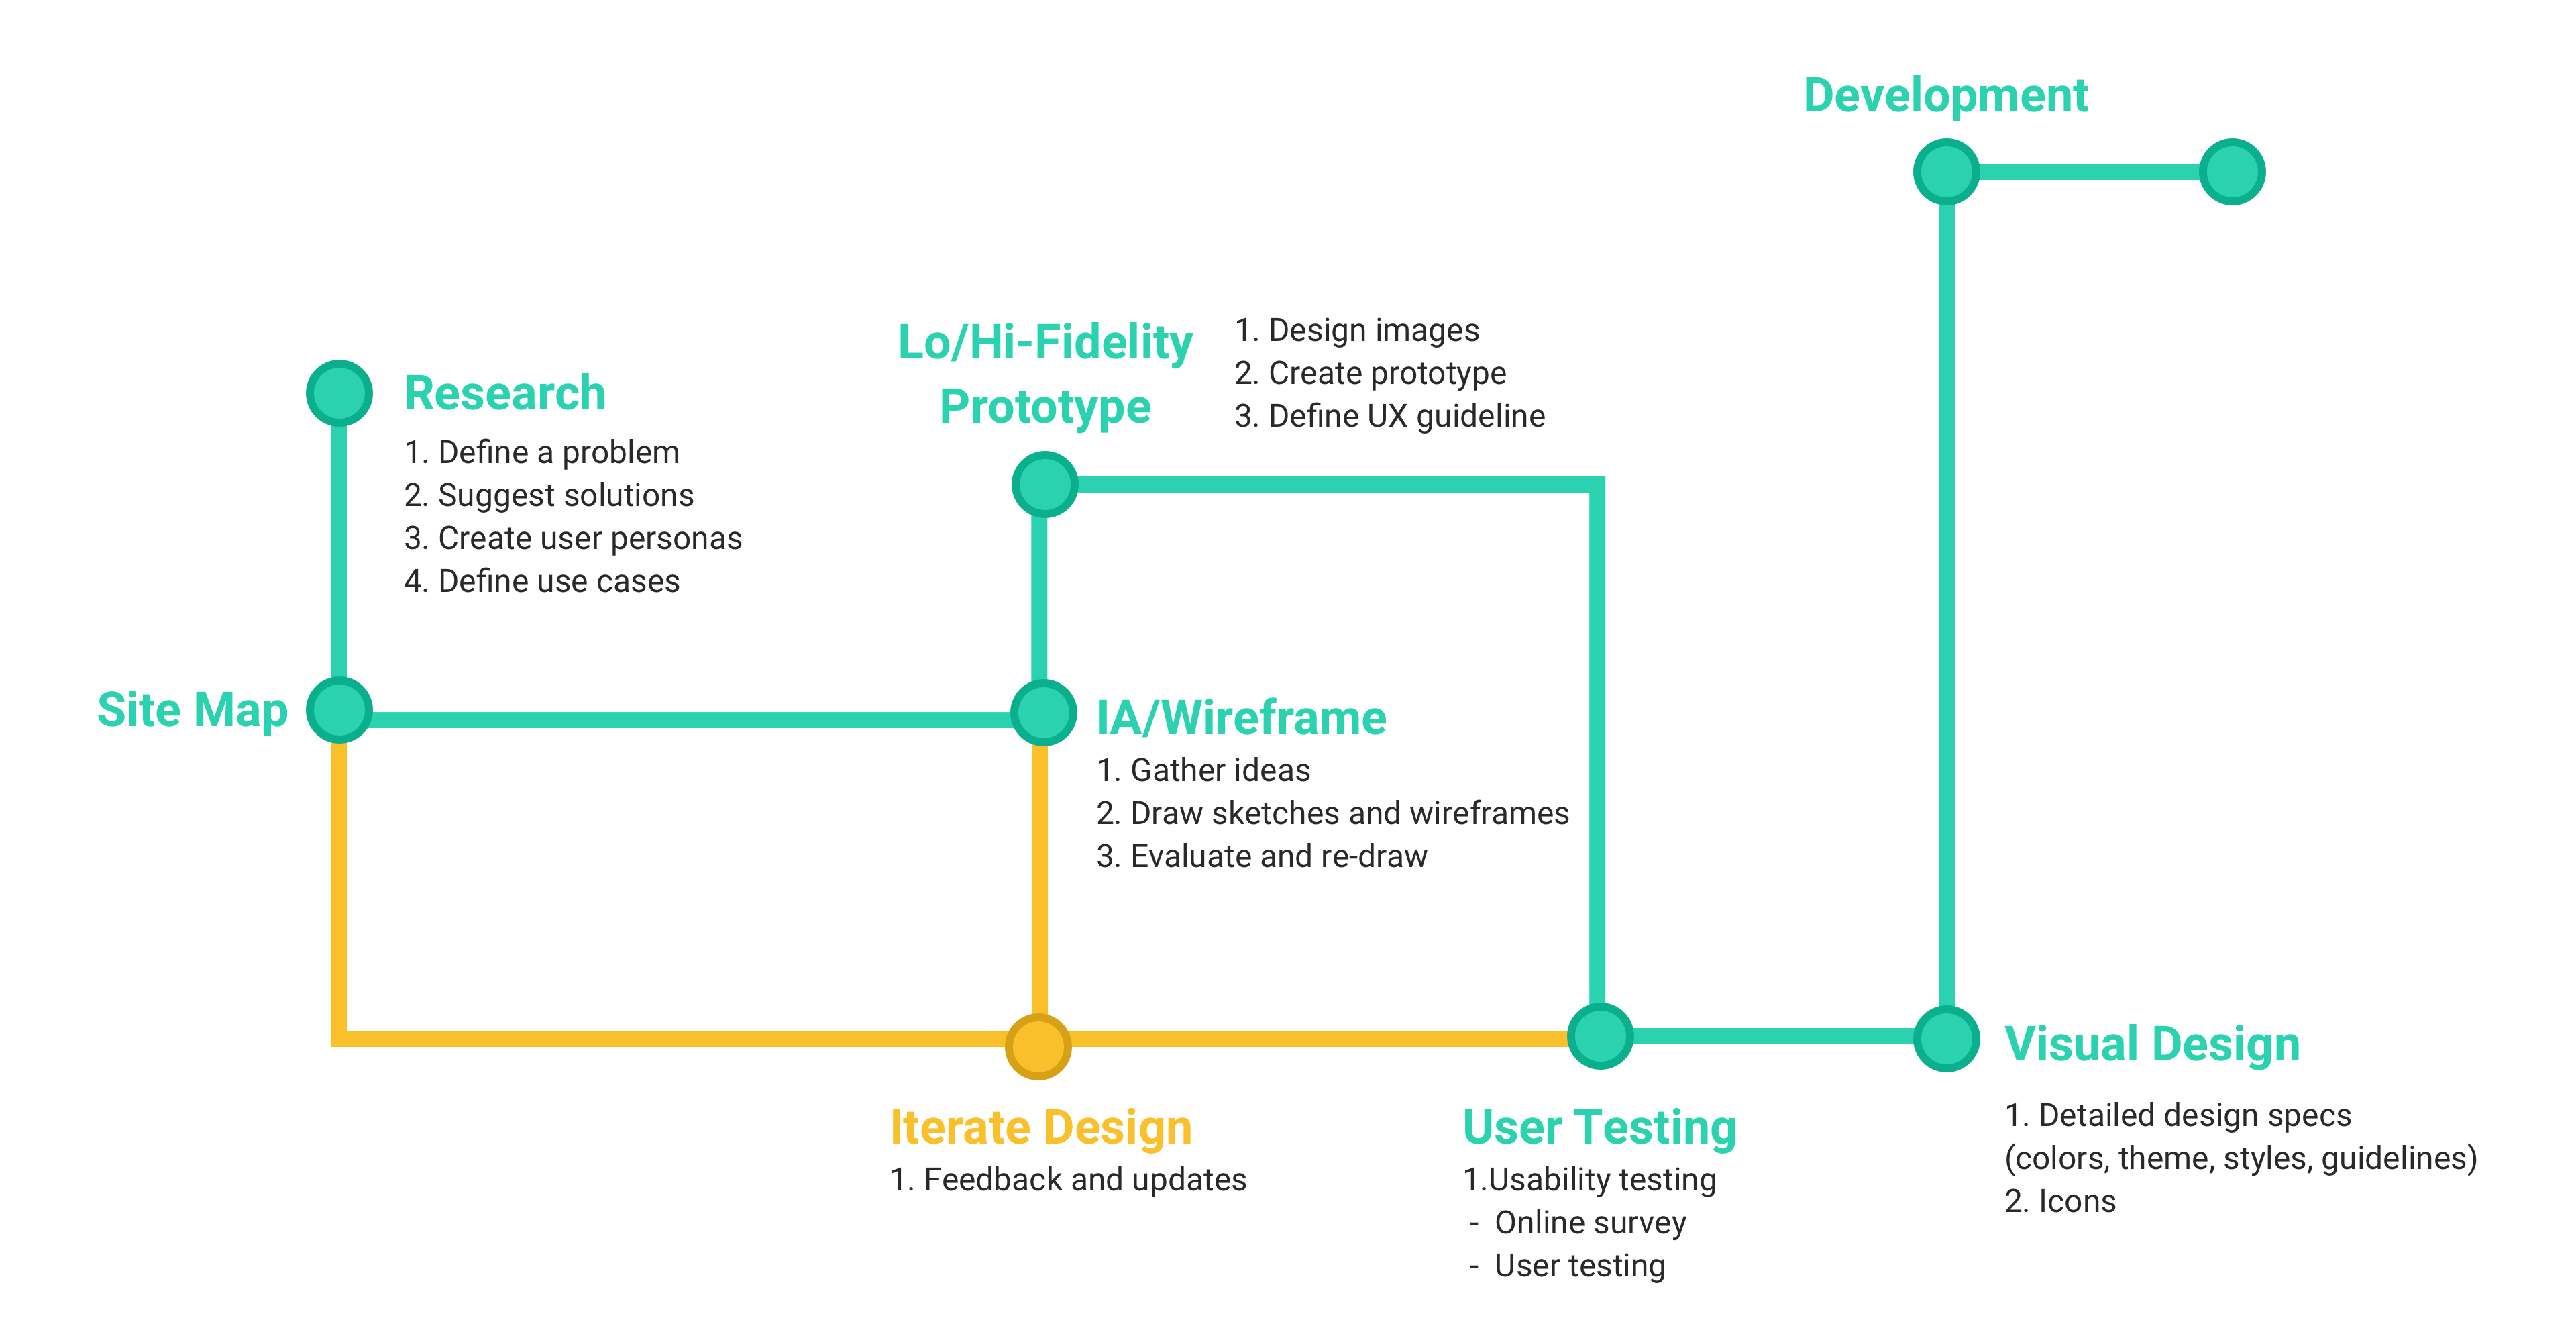 Development
Lo/Hi-Fidelity
Prototype
1. Design images
2. Create prototype
3. Define UX guideline
Research
1. Define a problem
2. Suggest solutions
3. Create user personas
4. Define use cases
Site Map
IA/Wireframe
1. Gather ideas
2. Draw sketches and wireframes
3. Evaluate and re-draw
Iterate Design
1. Feedback and updates
User Testing
1.Usability testing
- Online survey
- User testing
Visual Design
1. Detailed design specs
(colors, theme, styles, guidelines)
2. Icons